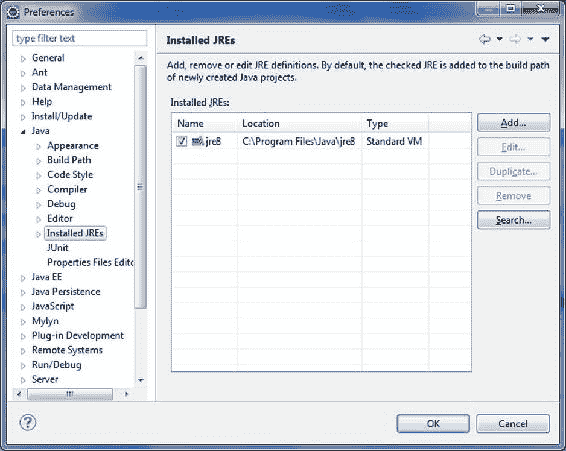 Preferences
type filter text
General
Ant
Data Management
Help
Install/Update
Java
Appearance
Build Path
Code Style
Compiler
Debug
Editor
Installed JREs
JUnit
Properties Files Edito
Java EE
Java Persistence
JavaScript
Mylyn
Plug-in Development
Remote Systems
Run/Debug
Server
Installed JREs
Add, remove or edit JRE definitions. By default, the checked JRE is added to the build path
of newly created Java projects.
Installed JREs:
Name Location Type
jre8 C:\Program Files\Java\jre8 Standard VM
Add...
Edit...
Duplicate...
Remove
Search...
OK
Cancel